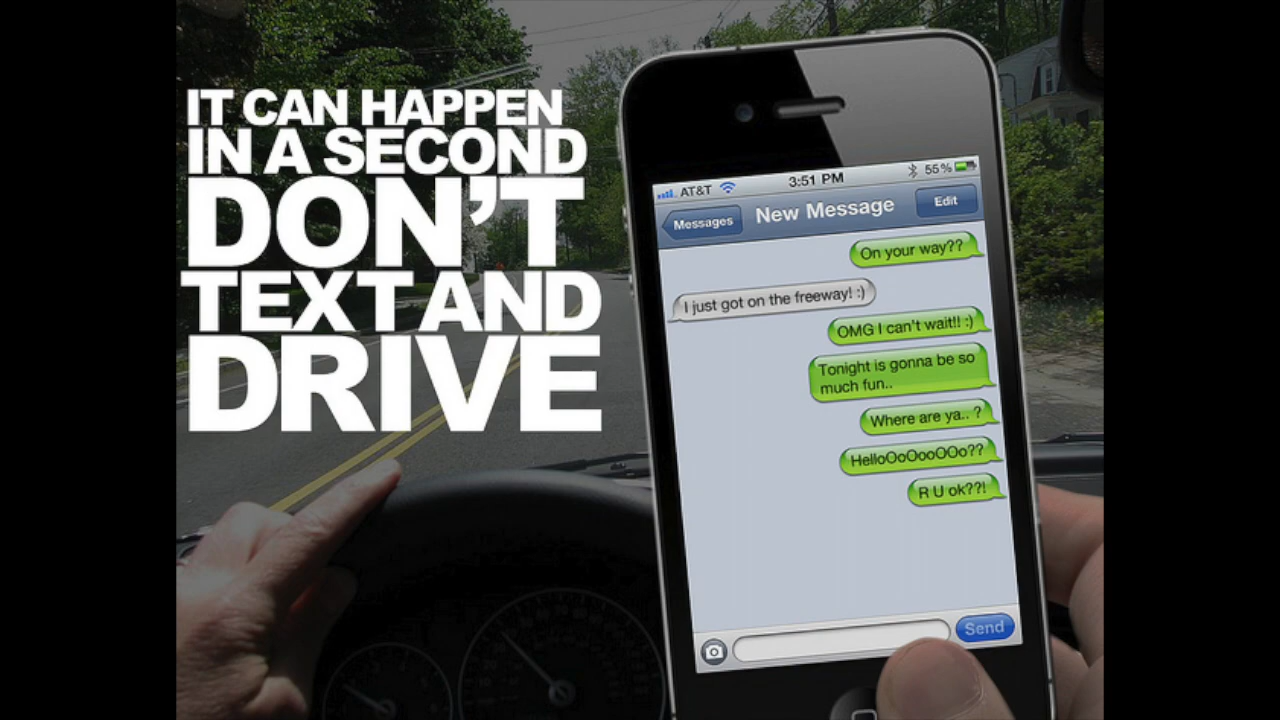 IT CAN HAPPEN
IN A SECOND
DON'T
TEXT AND
DRIVE
AT&T 3:51 PM 55%
Messages New Message Edit
On your way??
I just got on the freeway! :)
OMG I can't wait!! :)
Tonight is gonna be so
much fun..
Where are ya.. ?
HelloOoOooOOo??
R U ok??!
Send